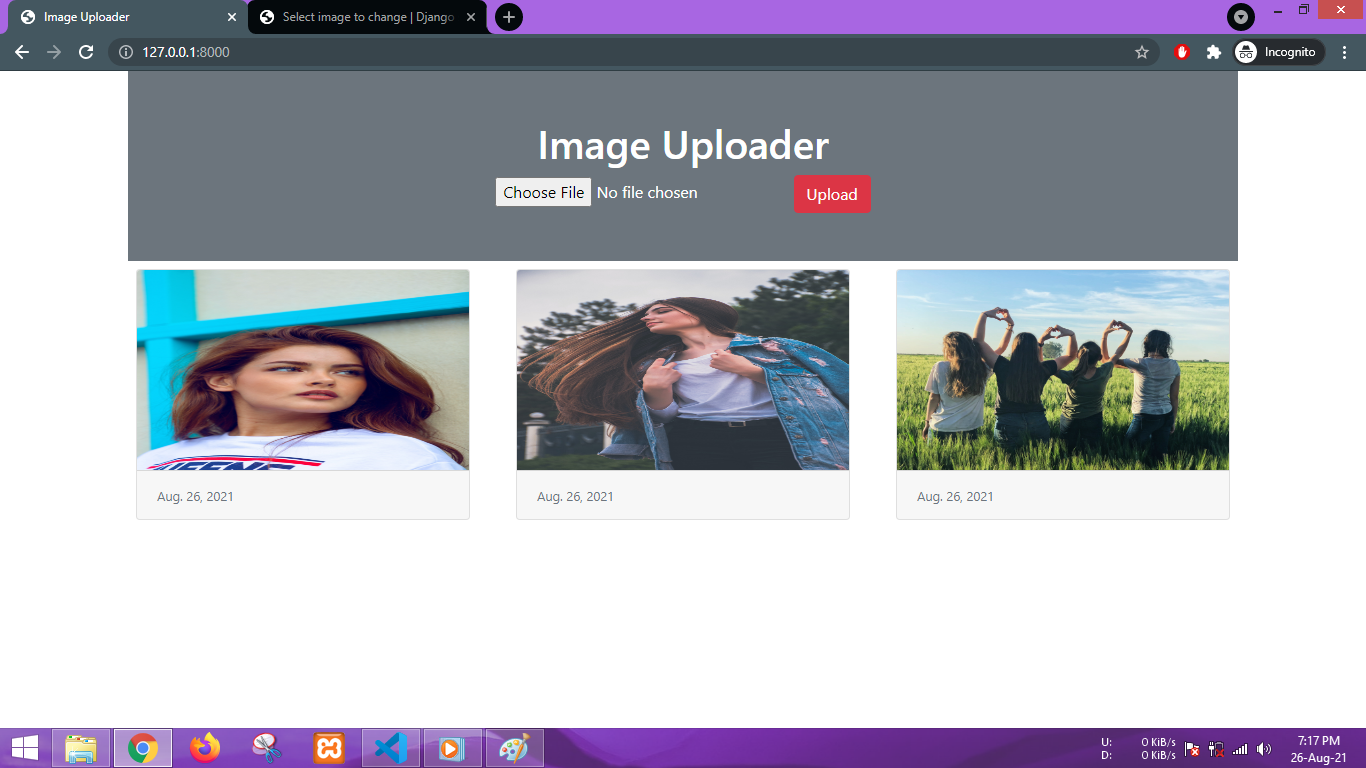 Image Uploader
Select image to change | Django
127.0.0.1:8000
Incognito
Image Uploader
Choose File No file chosen Upload
Aug. 26, 2021
Aug. 26, 2021
Aug. 26, 2021
U: 0 KiB/s
D: 0 KiB/s
7:17 PM
26-Aug-21